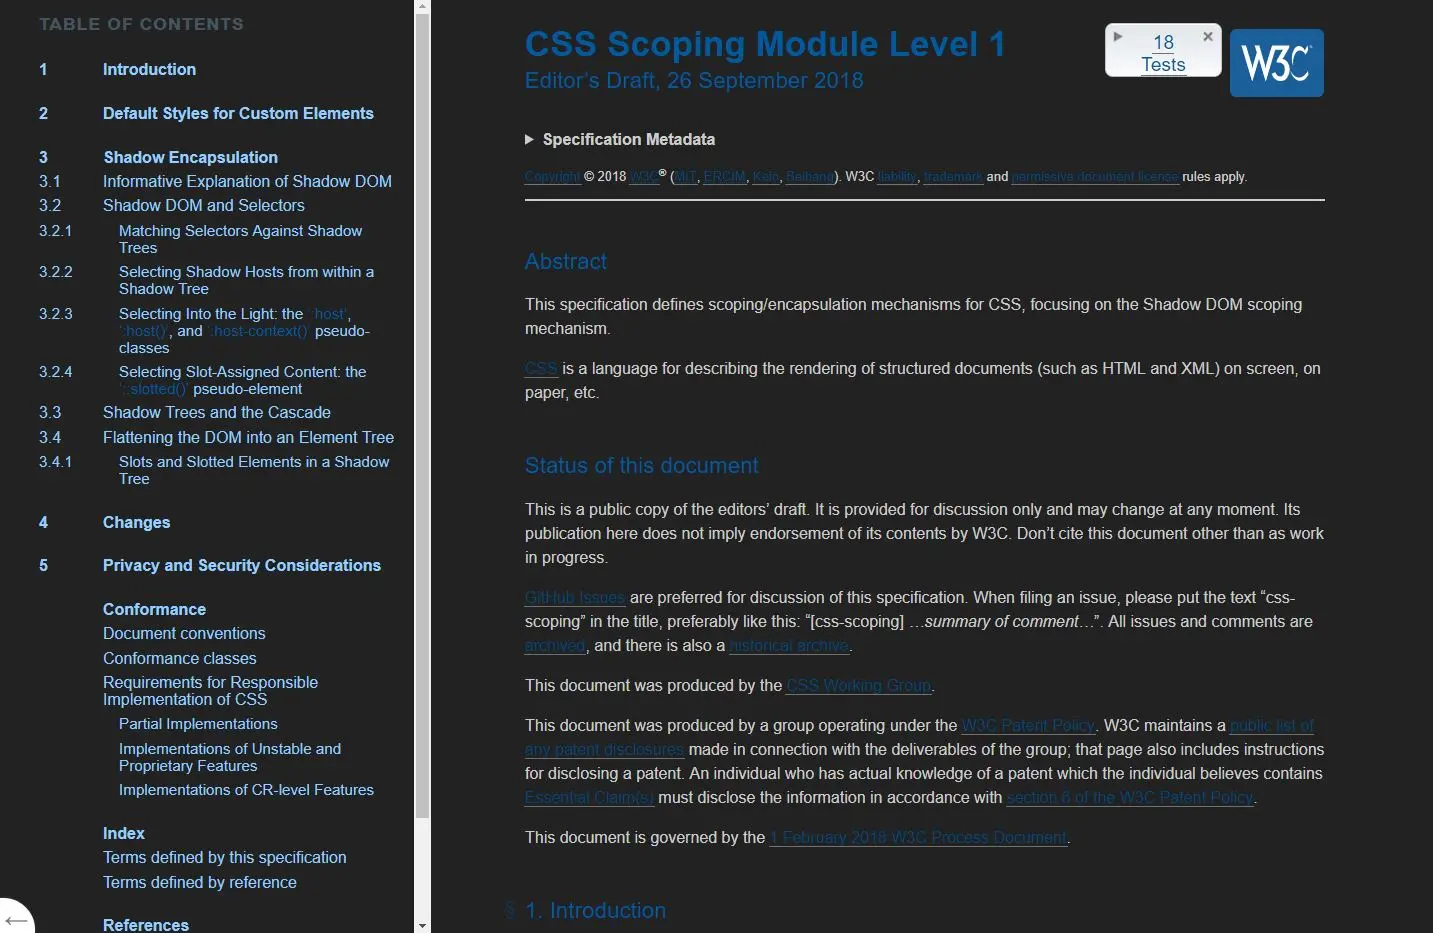 TABLE OF CONTENTS
1 Introduction
2 Default Styles for Custom Elements
3 Shadow Encapsulation
3.1 Informative Explanation of Shadow DOM
3.2 Shadow DOM and Selectors
3.2.1 Matching Selectors Against Shadow
Trees
3.2.2 Selecting Shadow Hosts from within a
Shadow Tree
3.2.3 Selecting Into the Light: the ':host',
':host()', and ':host-context()' pseudo-
classes
3.2.4 Selecting Slot-Assigned Content: the
'::slotted()' pseudo-element
3.3 Shadow Trees and the Cascade
3.4 Flattening the DOM into an Element Tree
3.4.1 Slots and Slotted Elements in a Shadow
Tree
4 Changes
5 Privacy and Security Considerations
Conformance
Document conventions
Conformance classes
Requirements for Responsible
Implementation of CSS
Partial Implementations
Implementations of Unstable and
Proprietary Features
Implementations of CR-level Features
Index
Terms defined by this specification
Terms defined by reference
References
CSS Scoping Module Level 1
Editor's Draft, 26 September 2018
18
Tests
W3C
Specification Metadata
Copyright © 2018 W3C® (MIT, ERCIM, Keio, Beihang). W3C liability, trademark and permissive document license rules apply.
Abstract
This specification defines scoping/encapsulation mechanisms for CSS, focusing on the Shadow DOM scoping
mechanism.
CSS is a language for describing the rendering of structured documents (such as HTML and XML) on screen, on
paper, etc.
Status of this document
This is a public copy of the editors’ draft. It is provided for discussion only and may change at any moment. Its
publication here does not imply endorsement of its contents by W3C. Don’t cite this document other than as work
in progress.
GitHub Issues are preferred for discussion of this specification. When filing an issue, please put the text “css-
scoping” in the title, preferably like this: “[css-scoping] …summary of comment…”. All issues and comments are
archived, and there is also a historical archive.
This document was produced by the CSS Working Group.
This document was produced by a group operating under the W3C Patent Policy. W3C maintains a public list of
any patent disclosures made in connection with the deliverables of the group; that page also includes instructions
for disclosing a patent. An individual who has actual knowledge of a patent which the individual believes contains
Essential Claim(s) must disclose the information in accordance with section 6 of the W3C Patent Policy.
This document is governed by the 1 February 2018 W3C Process Document.
§ 1. Introduction